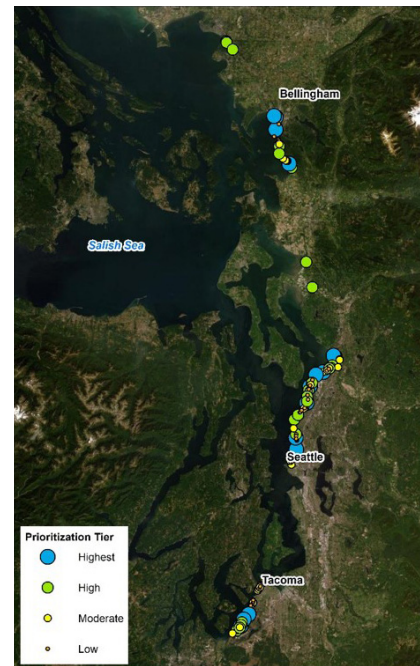 Bellingham
Salish Sea
Seattle
Tacoma
Prioritization Tier
Highest
High
Moderate
Low